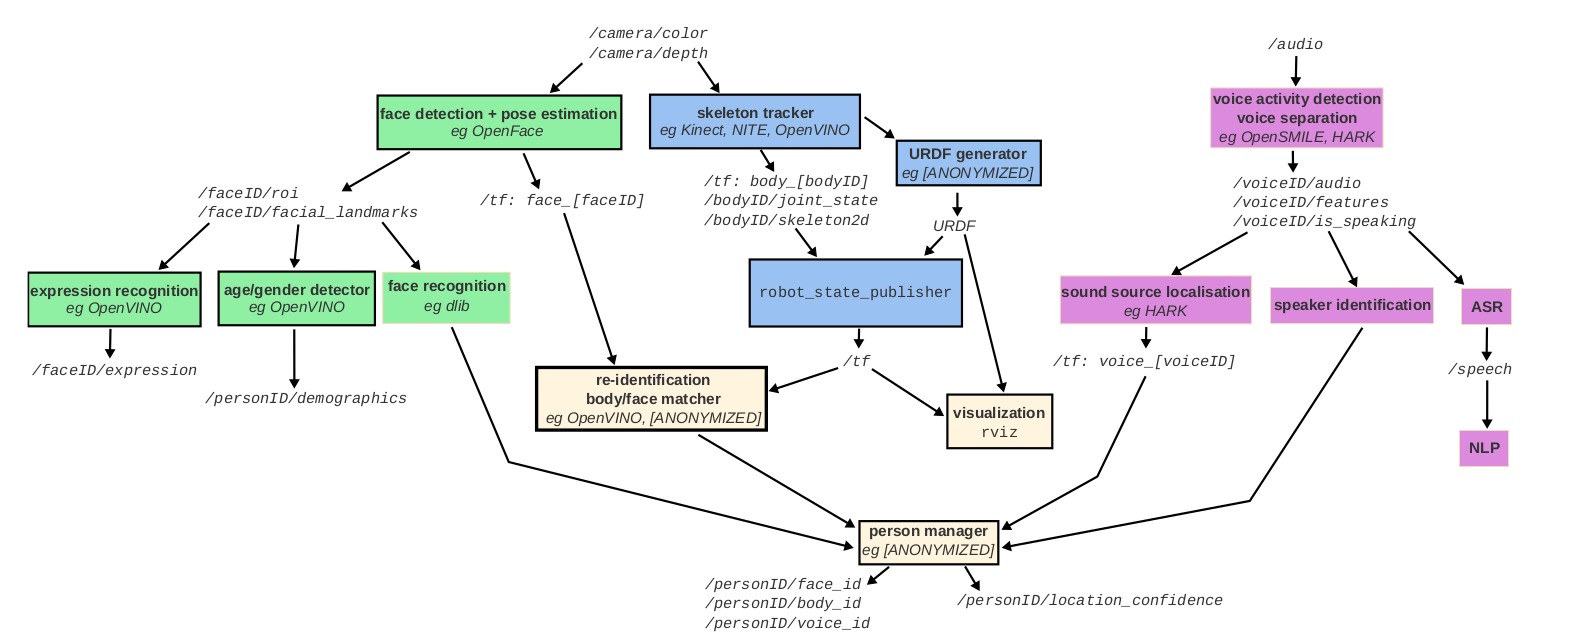 /camera/color
/camera/depth
/audio
face detection + pose estimation
eg OpenFace
skeleton tracker
eg Kinect, NITE, OpenVINO
voice activity detection
voice separation
eg OpenSMILE, HARK
URDF generator
eg [ANONYMIZED]
/faceID/roi
/faceID/facial_landmarks
/tf: face_[faceID]
/tf: body_[bodyID]
/bodyID/joint_state
/bodyID/skeleton2d
URDF
/voiceID/audio
/voiceID/features
/voiceID/is_speaking
expression recognition
eg OpenVINO
age/gender detector
eg OpenVINO
face recognition
eg dlib
robot_state_publisher
sound source localisation
eg HARK
speaker identification
ASR
/faceID/expression
/personID/demographics
/tf
/tf: voice_[voiceID]
/speech
re-identification
body/face matcher
eg OpenVINO, [ANONYMIZED]
visualization
rviz
NLP
person manager
eg [ANONYMIZED]
/personID/face_id
/personID/body_id
/personID/voice_id
/personID/location_confidence